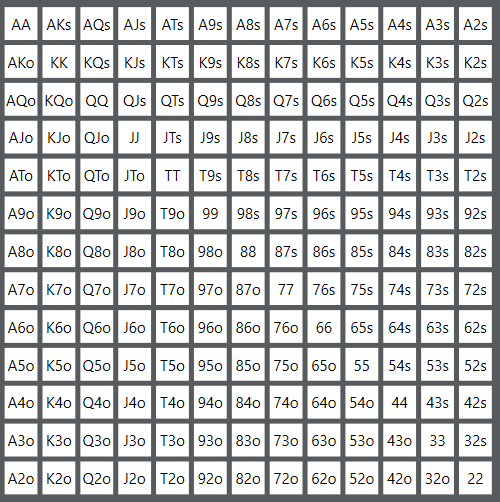 AA AKs AQs AJs ATs A9s A8s A7s A6s A5s A4s A3s A2s
AKo KK KQs KJs KTs K9s K8s K7s K6s K5s K4s K3s K2s
AQo KQo QQ QJs QTs Q9s Q8s Q7s Q6s Q5s Q4s Q3s Q2s
AJo KJo QJo JJ JTs J9s J8s J7s J6s J5s J4s J3s J2s
ATo KTo QTo JTo TT T9s T8s T7s T6s T5s T4s T3s T2s
A9o K9o Q9o J9o T9o 99 98s 97s 96s 95s 94s 93s 92s
A8o K8o Q8o J8o T8o 98o 88 87s 86s 85s 84s 83s 82s
A7o K7o Q7o J7o T7o 97o 87o 77 76s 75s 74s 73s 72s
A6o K6o Q6o J6o T6o 96o 86o 76o 66 65s 64s 63s 62s
A5o K5o Q5o J5o T5o 95o 85o 75o 65o 55 54s 53s 52s
A4o K4o Q4o J4o T4o 94o 84o 74o 64o 54o 44 43s 42s
A3o K3o Q3o J3o T3o 93o 83o 73o 63o 53o 43o 33 32s
A2o K2o Q2o J2o T2o 92o 82o 72o 62o 52o 42o 32o 22